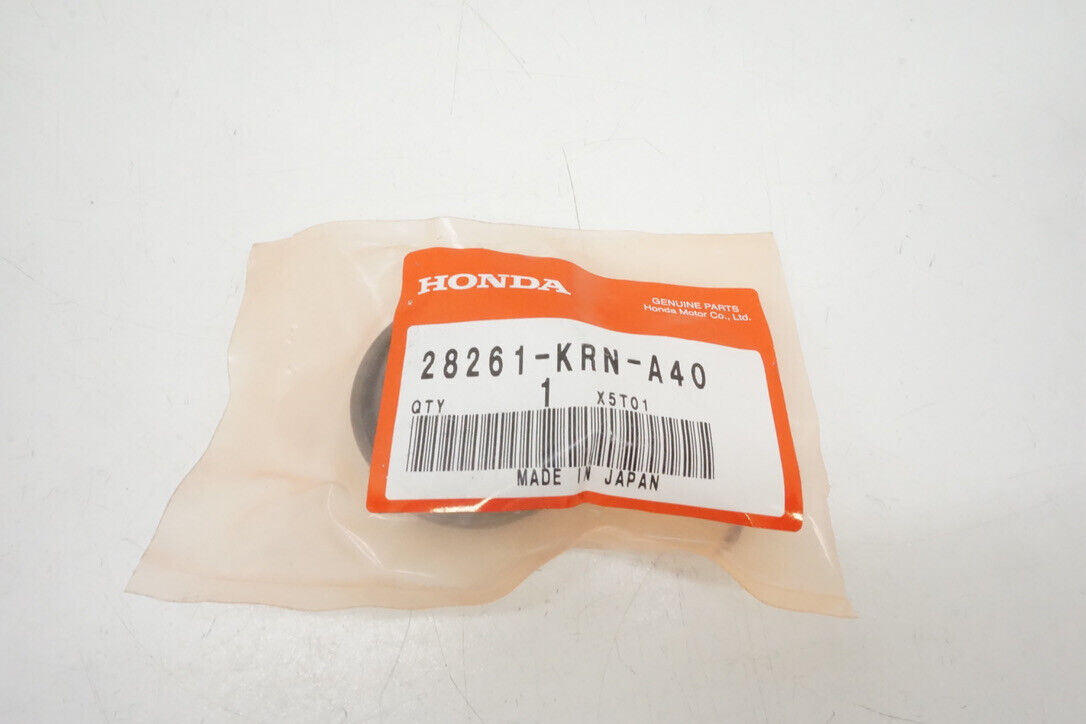 HONDA
GENUINE PARTS
Honda Motor Co., Ltd.
28261-KRN-A40
QTY 1 X5T01
MADE IN JAPAN